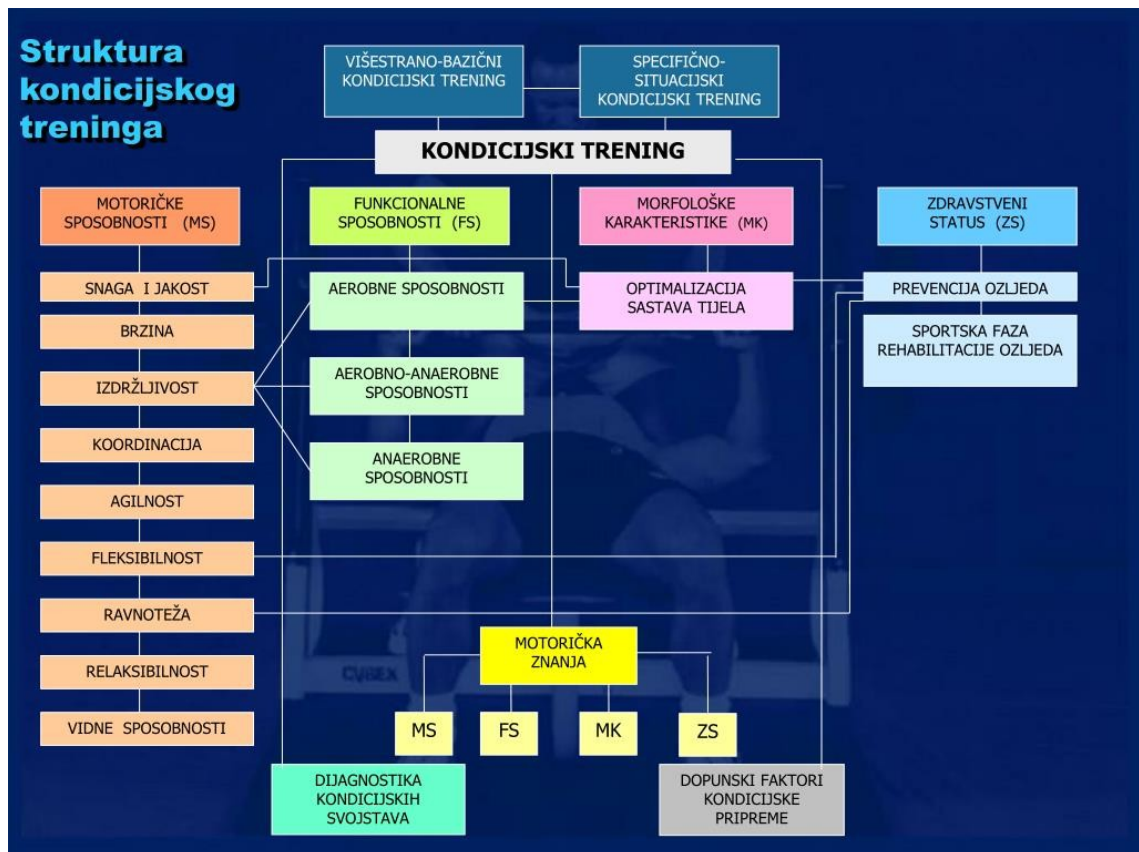 Struktura
kondicijskog
treninga
VIŠESTRANO-BAZIČNI
KONDICIJSKI TRENING
SPECIFIČNO-
SITUACIJSKI
KONDICIJSKI TRENING
KONDICIJSKI TRENING
MOTORIČKE
SPOSOBNOSTI (MS)
FUNKCIONALNE
SPOSOBNOSTI (FS)
MORFOLOŠKE
KARAKTERISTIKE (MK)
ZDRAVSTVENI
STATUS (ZS)
SNAGA I JAKOST
BRZINA
IZDRŽLJIVOST
KOORDINACIJA
AGILNOST
FLEKSIBILNOST
RAVNOTEŽA
RELAKSIBILNOST
VIDNE SPOSOBNOSTI
AEROBNE SPOSOBNOSTI
AEROBNO-ANAEROBNE
SPOSOBNOSTI
ANAEROBNE
SPOSOBNOSTI
OPTIMALIZACIJA
SASTAVA TIJELA
PREVENCIJA OZLJEDA
SPORTSKA FAZA
REHABILITACIJE OZLJEDA
MOTORIČKA
ZNANJA
MS
FS
MK
ZS
CYBEX
DIJAGNOSTIKA
KONDICIJSKIH
SVOJSTAVA
DOPUNSKI FAKTORI
KONDICIJSKE
PRIPREME